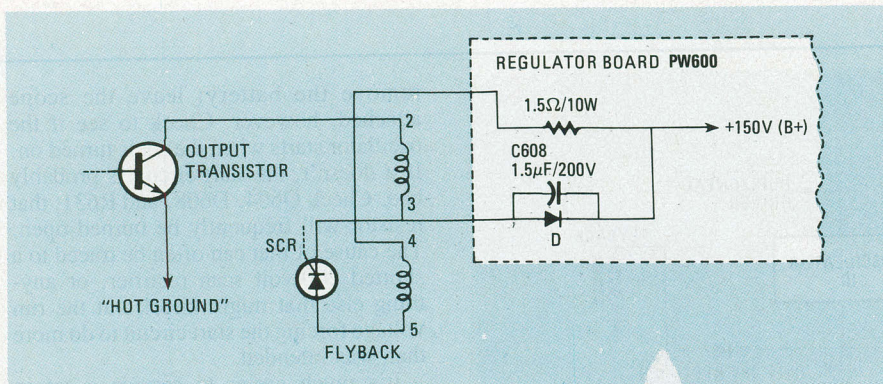 REGULATOR BOARD PW600
1.5Ω/10W
+150V (B+)
C608
1.5μF/200V
D
OUTPUT
TRANSISTOR
2
3
4
5
SCR
"HOT GROUND"
FLYBACK